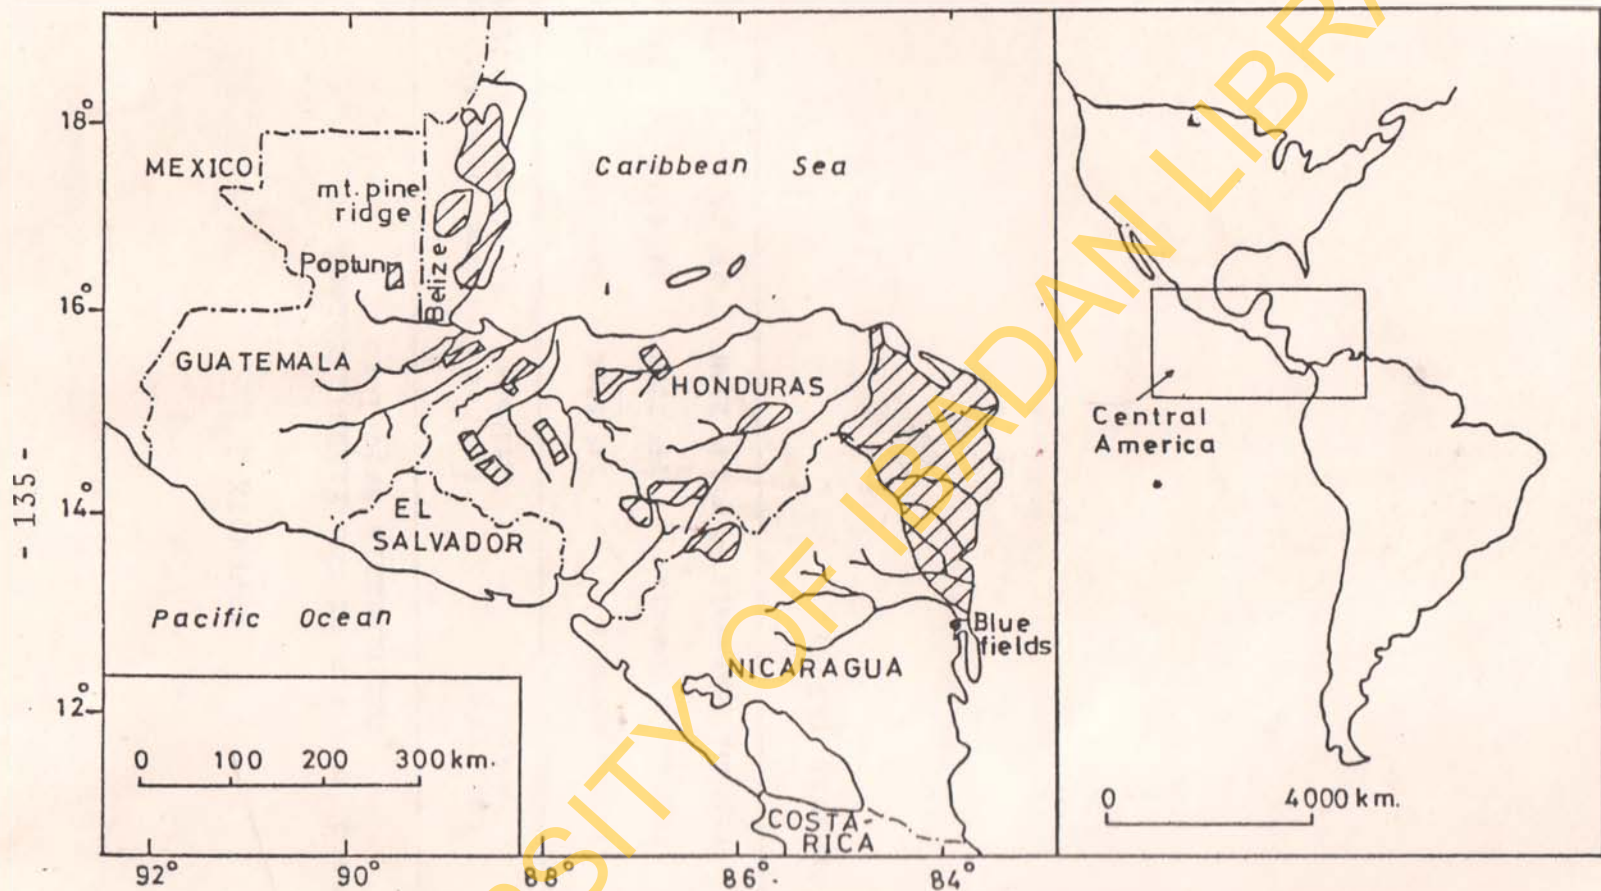 - 135 -
18°
16°
14°
12°
92°
90°
88°
86°
84°
MEXICO
mt. pine
ridge
Poptun
Belize
Caribbean Sea
GUATEMALA
HONDURAS
EL
SALVADOR
Pacific Ocean
NICARAGUA
Blue
fields
COSTA-
RICA
0 100 200 300 km.
Central
America
0 4000 km.
UNIVERSITY OF IBADAN LIBRA